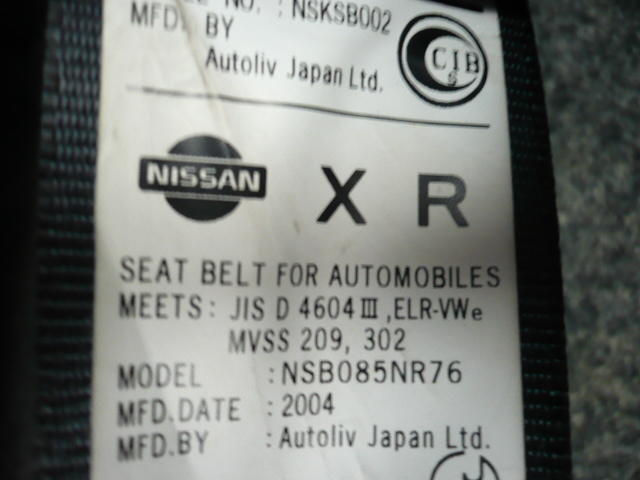 NO. : NSKSB002
MFD. BY
Autoliv Japan Ltd.
CIB
S
NISSAN
X R
SEAT BELT FOR AUTOMOBILES
MEETS: JIS D 4604 III, ELR-VWe
MVSS 209, 302
MODEL : NSB085NR76
MFD.DATE : 2004
MFD.BY : Autoliv Japan Ltd.